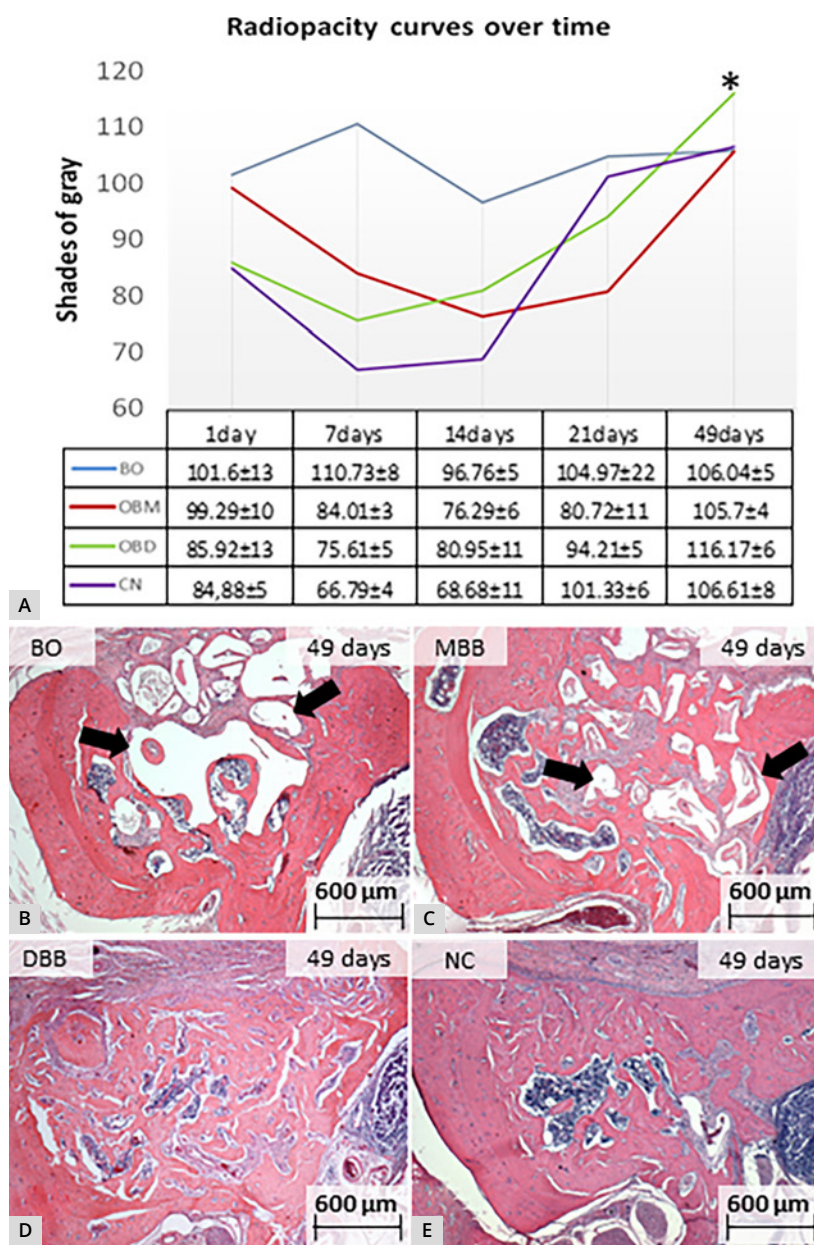 Radiopacity curves over time
Shades of gray
120
110
100
90
80
70
60
*
1day 7days 14days 21days 49days
BO 101.6±13 110.73±8 96.76±5 104.97±22 106.04±5
OBM 99.29±10 84.01±3 76.29±6 80.72±11 105.7±4
OBD 85.92±13 75.61±5 80.95±11 94.21±5 116.17±6
CN 84,88±5 66.79±4 68.68±11 101.33±6 106.61±8
A
BO 49 days
600 µm
B
MBB 49 days
600 µm
C
DBB 49 days
600 µm
D
NC 49 days
600 µm
E